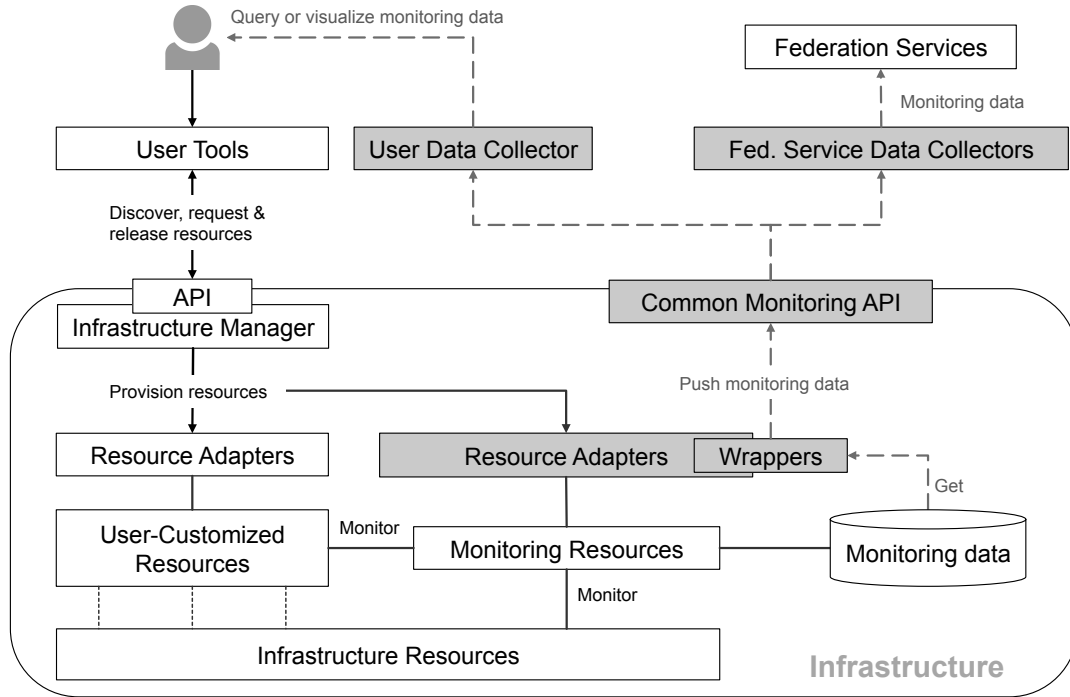 Query or visualize monitoring data
Federation Services
Monitoring data
User Tools
User Data Collector
Fed. Service Data Collectors
Discover, request &
release resources
API
Infrastructure Manager
Common Monitoring API
Provision resources
Push monitoring data
Resource Adapters
Resource Adapters
Wrappers
Get
User-Customized
Resources
Monitor
Monitoring Resources
Monitoring data
Monitor
Infrastructure Resources
Infrastructure